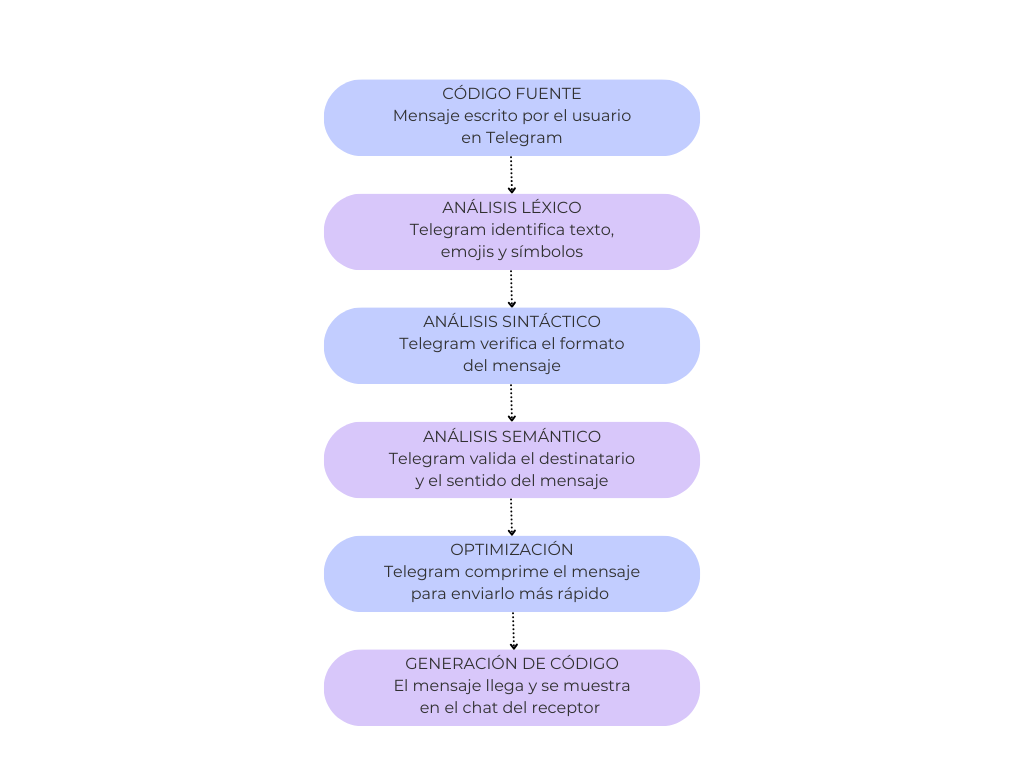 CÓDIGO FUENTE
Mensaje escrito por el usuario
en Telegram
ANÁLISIS LÉXICO
Telegram identifica texto,
emojis y símbolos
ANÁLISIS SINTÁCTICO
Telegram verifica el formato
del mensaje
ANÁLISIS SEMÁNTICO
Telegram valida el destinatario
y el sentido del mensaje
OPTIMIZACIÓN
Telegram comprime el mensaje
para enviarlo más rápido
GENERACIÓN DE CÓDIGO
El mensaje llega y se muestra
en el chat del receptor